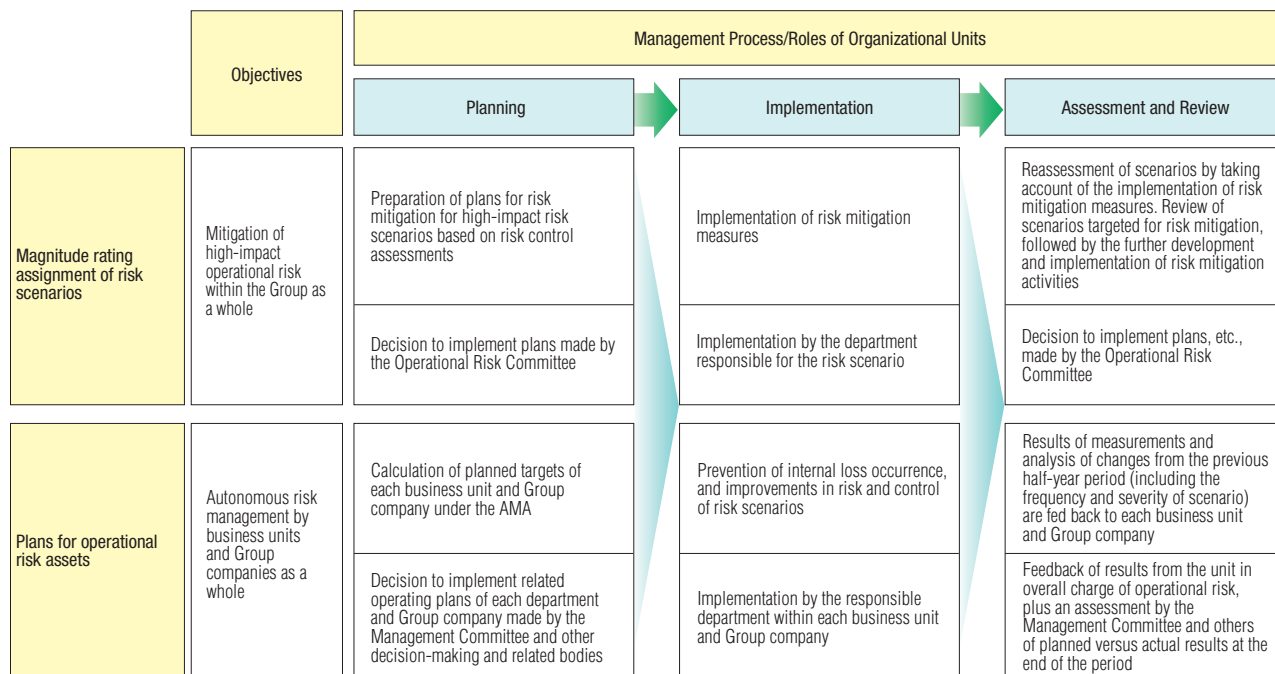 Objectives
Management Process/Roles of Organizational Units
Planning
Implementation
Assessment and Review
Magnitude rating
assignment of risk
scenarios
Mitigation of
high-impact
operational risk
within the Group as
a whole
Preparation of plans for risk
mitigation for high-impact risk
scenarios based on risk control
assessments
Implementation of risk mitigation
measures
Reassessment of scenarios by taking
account of the implementation of risk
mitigation measures. Review of
scenarios targeted for risk mitigation,
followed by the further development
and implementation of risk mitigation
activities
Decision to implement plans made by
the Operational Risk Committee
Implementation by the department
responsible for the risk scenario
Decision to implement plans, etc.,
made by the Operational Risk
Committee
Plans for operational
risk assets
Autonomous risk
management by
business units
and Group
companies as a
whole
Calculation of planned targets of
each business unit and Group
company under the AMA
Prevention of internal loss occurrence,
and improvements in risk and control
of risk scenarios
Results of measurements and
analysis of changes from the previous
half-year period (including the
frequency and severity of scenario)
are fed back to each business unit
and Group company
Decision to implement related
operating plans of each department
and Group company made by the
Management Committee and other
decision-making and related bodies
Implementation by the responsible
department within each business unit
and Group company
Feedback of results from the unit in
overall charge of operational risk,
plus an assessment by the
Management Committee and others
of planned versus actual results at the
end of the period